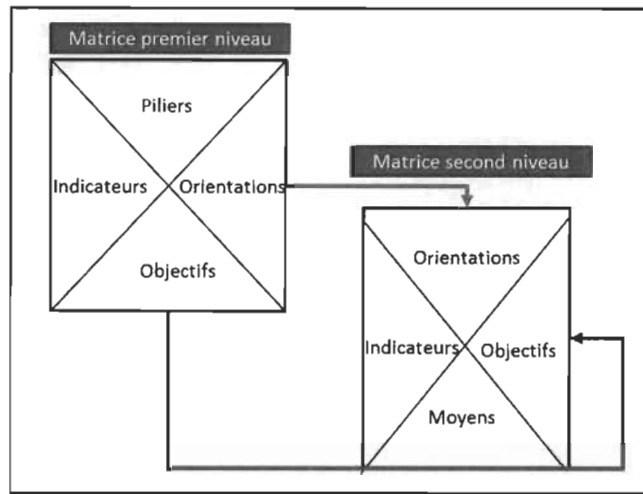 Matrice premier niveau
Piliers
Indicateurs
Orientations
Objectifs
Matrice second niveau
Orientations
Indicateurs
Objectifs
Moyens